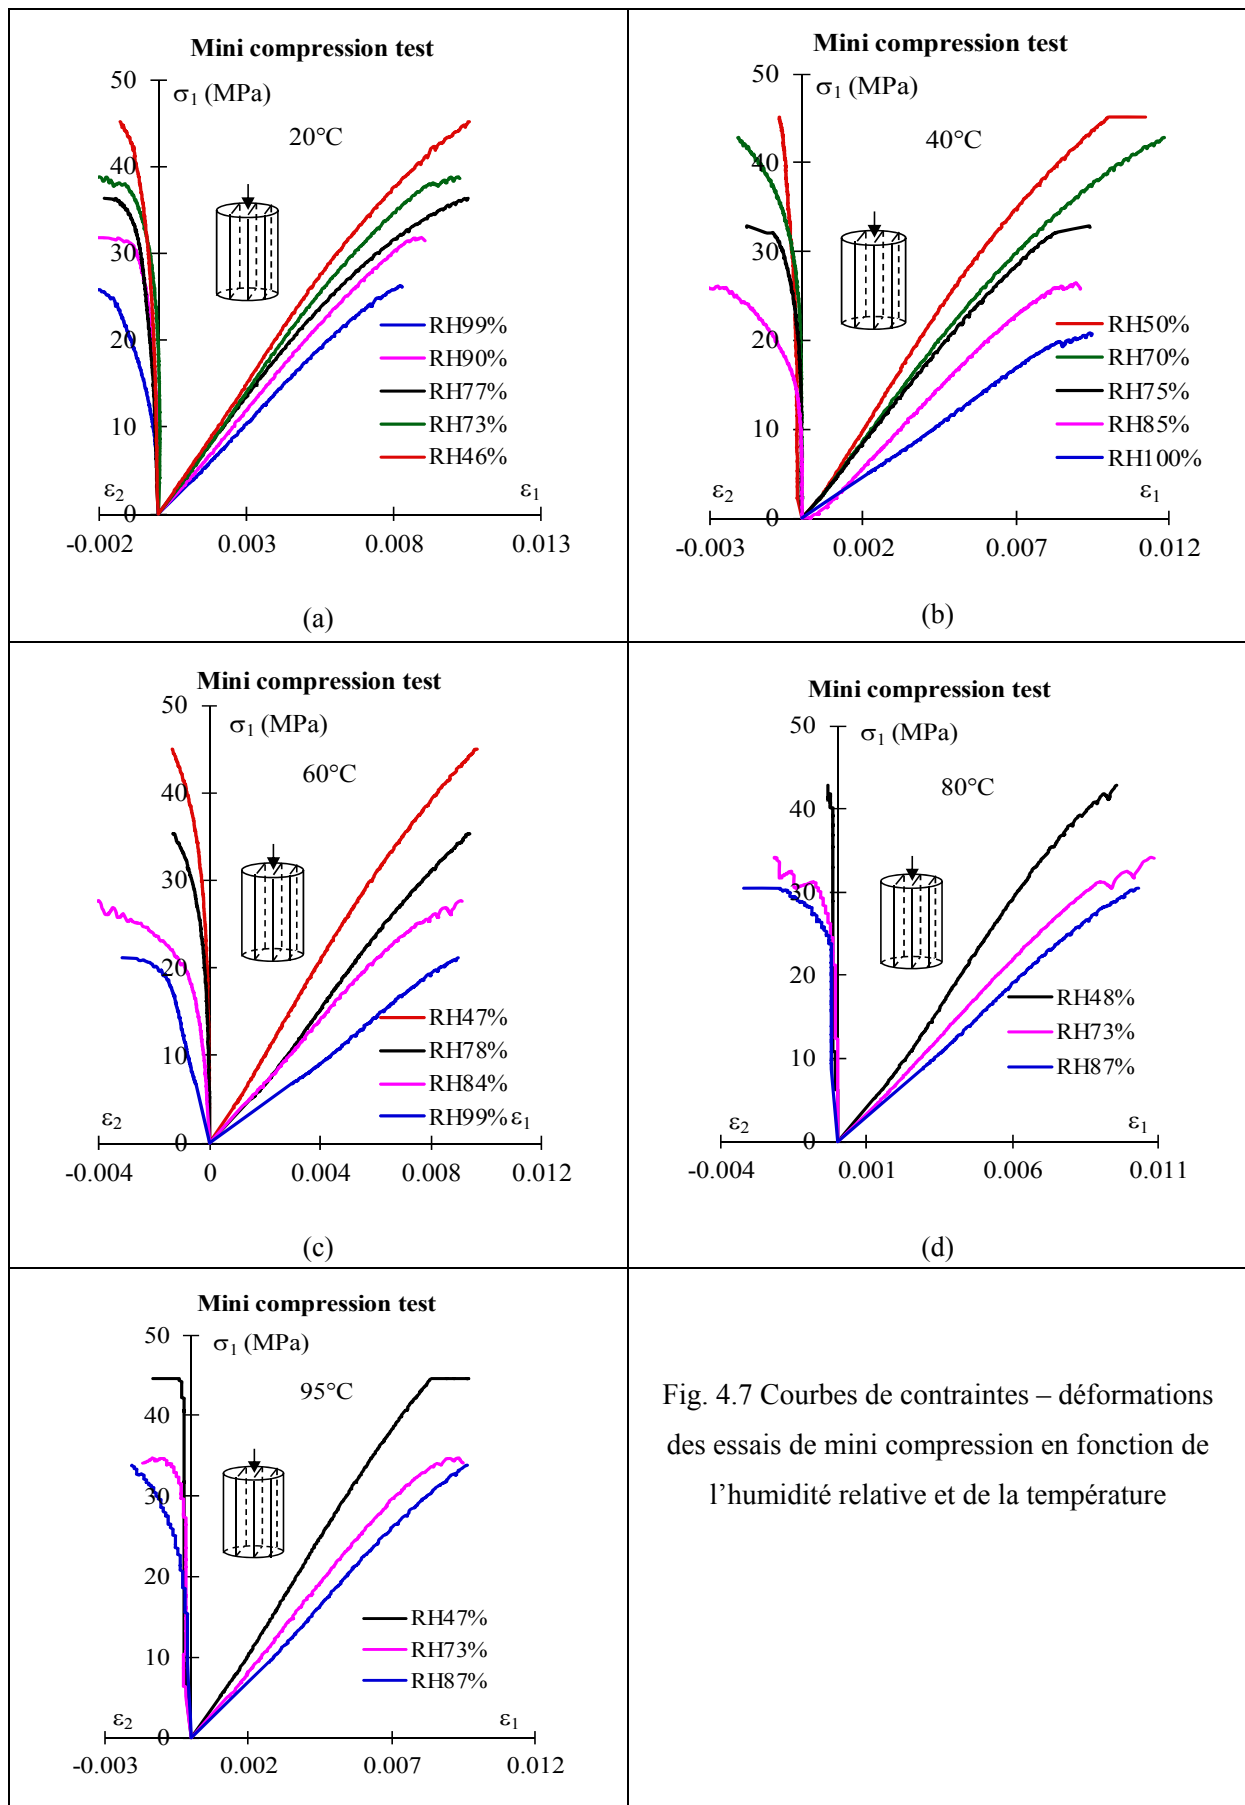 Mini compression test
σ1 (MPa)
20°C
50
40
30
20
10
0
RH99%
RH90%
RH77%
RH73%
RH46%
ε2
ε1
-0.002
0.003
0.008
0.013
(a)
Mini compression test
σ1 (MPa)
40°C
50
40
30
20
10
0
RH50%
RH70%
RH75%
RH85%
RH100%
ε2
ε1
-0.003
0.002
0.007
0.012
(b)
Mini compression test
σ1 (MPa)
60°C
50
40
30
20
10
0
RH47%
RH78%
RH84%
RH99%
ε2
ε1
-0.004
0
0.004
0.008
0.012
(c)
Mini compression test
σ1 (MPa)
80°C
50
40
30
20
10
0
RH48%
RH73%
RH87%
ε2
ε1
-0.004
0.001
0.006
0.011
(d)
Mini compression test
σ1 (MPa)
95°C
50
40
30
20
10
0
RH47%
RH73%
RH87%
ε2
ε1
-0.003
0.002
0.007
0.012
Fig. 4.7 Courbes de contraintes – déformations
des essais de mini compression en fonction de
l’humidité relative et de la température